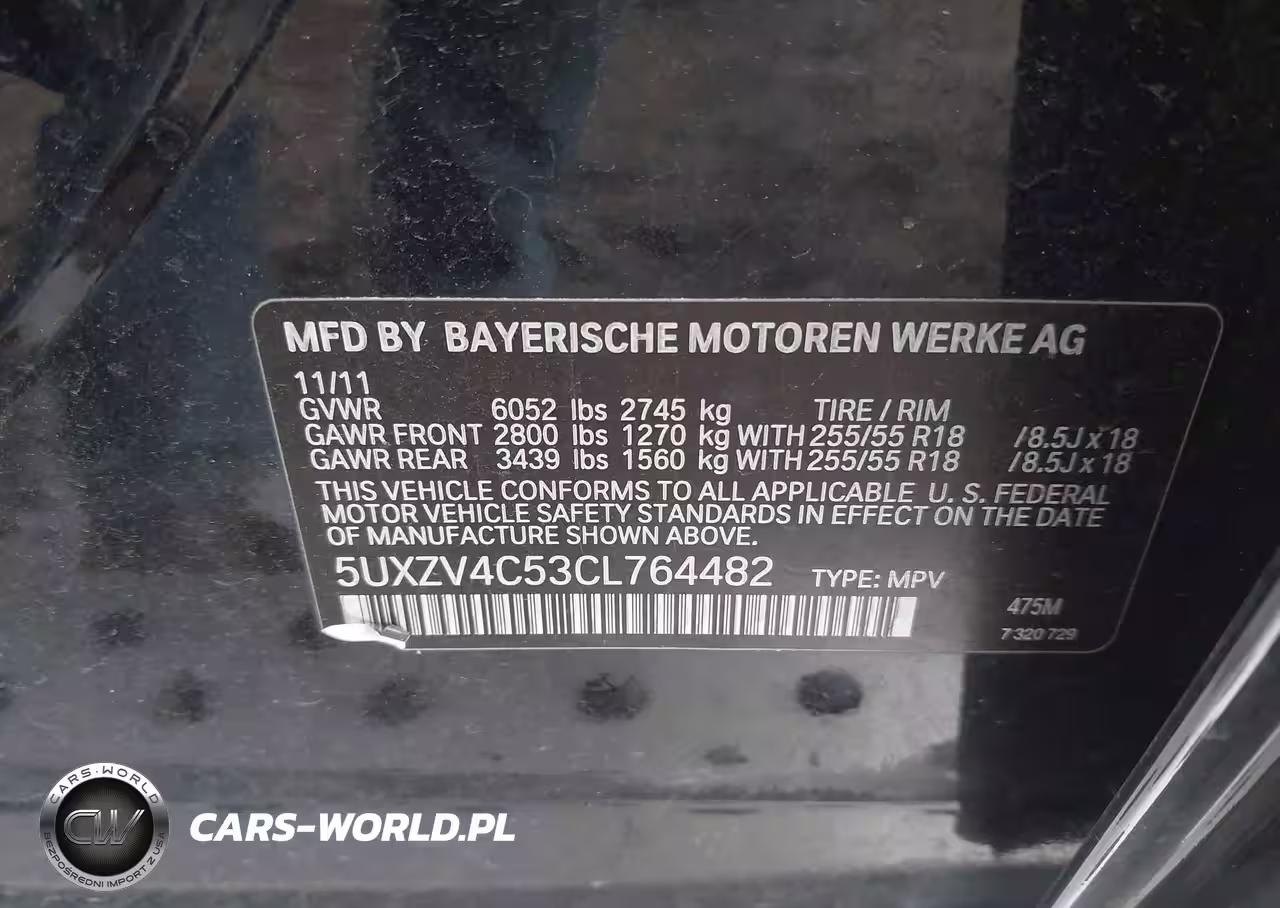 MFD BY BAYERISCHE MOTOREN WERKE AG
11/11
GVWR 6052 lbs 2745 kg TIRE / RIM
GAWR FRONT 2800 lbs 1270 kg WITH 255/55 R18 /8.5J x 18
GAWR REAR 3439 lbs 1560 kg WITH 255/55 R18 /8.5J x 18
THIS VEHICLE CONFORMS TO ALL APPLICABLE U. S. FEDERAL
MOTOR VEHICLE SAFETY STANDARDS IN EFFECT ON THE DATE
OF MANUFACTURE SHOWN ABOVE.
5UXZV4C53CL764482 TYPE: MPV
475M
7 320 729
CARS-WORLD
CW
BEZPOŚREDNI IMPORT Z USA
CARS-WORLD.PL